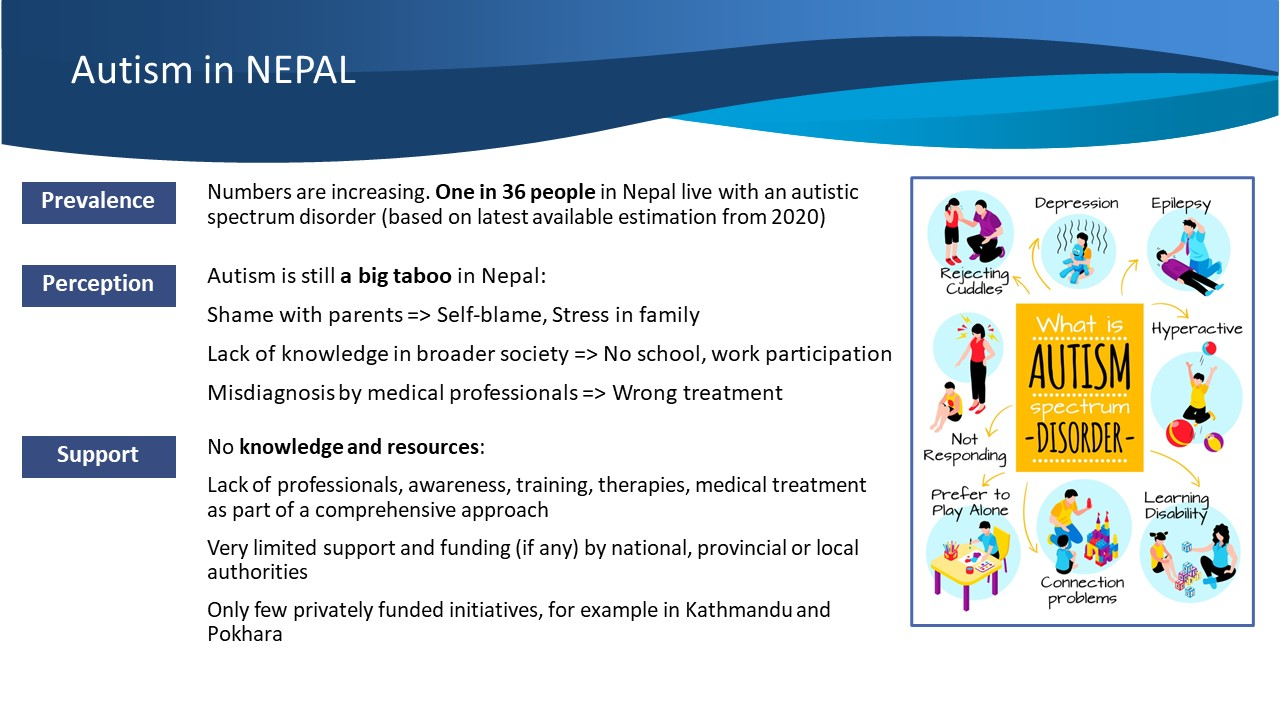 Autism in NEPAL
Prevalence
Numbers are increasing. One in 36 people in Nepal live with an autistic
spectrum disorder (based on latest available estimation from 2020)
Perception
Autism is still a big taboo in Nepal:
Shame with parents => Self-blame, Stress in family
Lack of knowledge in broader society => No school, work participation
Misdiagnosis by medical professionals => Wrong treatment
Support
No knowledge and resources:
Lack of professionals, awareness, training, therapies, medical treatment
as part of a comprehensive approach
Very limited support and funding (if any) by national, provincial or local
authorities
Only few privately funded initiatives, for example in Kathmandu and
Pokhara
Depression
Epilepsy
Rejecting
Cuddles
What is
AUTISM
spectrum
-DISORDER-
Hyperactive
Not
Responding
Prefer to
Play Alone
Learning
Disability
Connection
problems